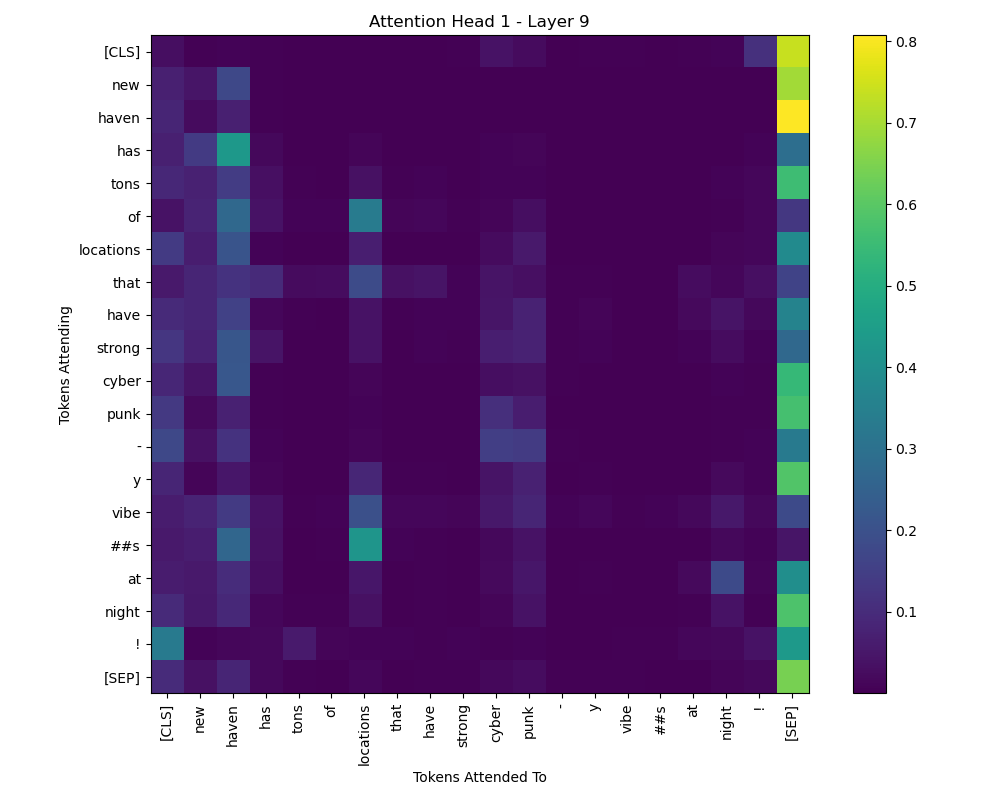 Attention Head 1 - Layer 9
[CLS]
new
haven
has
tons
of
locations
that
have
strong
cyber
punk
-
y
vibe
##s
at
night
!
[SEP]
Tokens Attending
[CLS]
new
haven
has
tons
of
locations
that
have
strong
cyber
punk
-
y
vibe
##s
at
night
!
[SEP]
Tokens Attended To
0.8
0.7
0.6
0.5
0.4
0.3
0.2
0.1